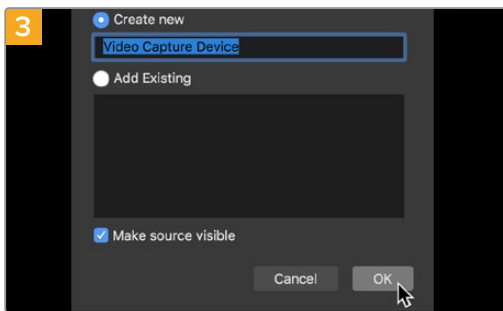 3
Create new
Video Capture Device
Add Existing
Make source visible
Cancel OK